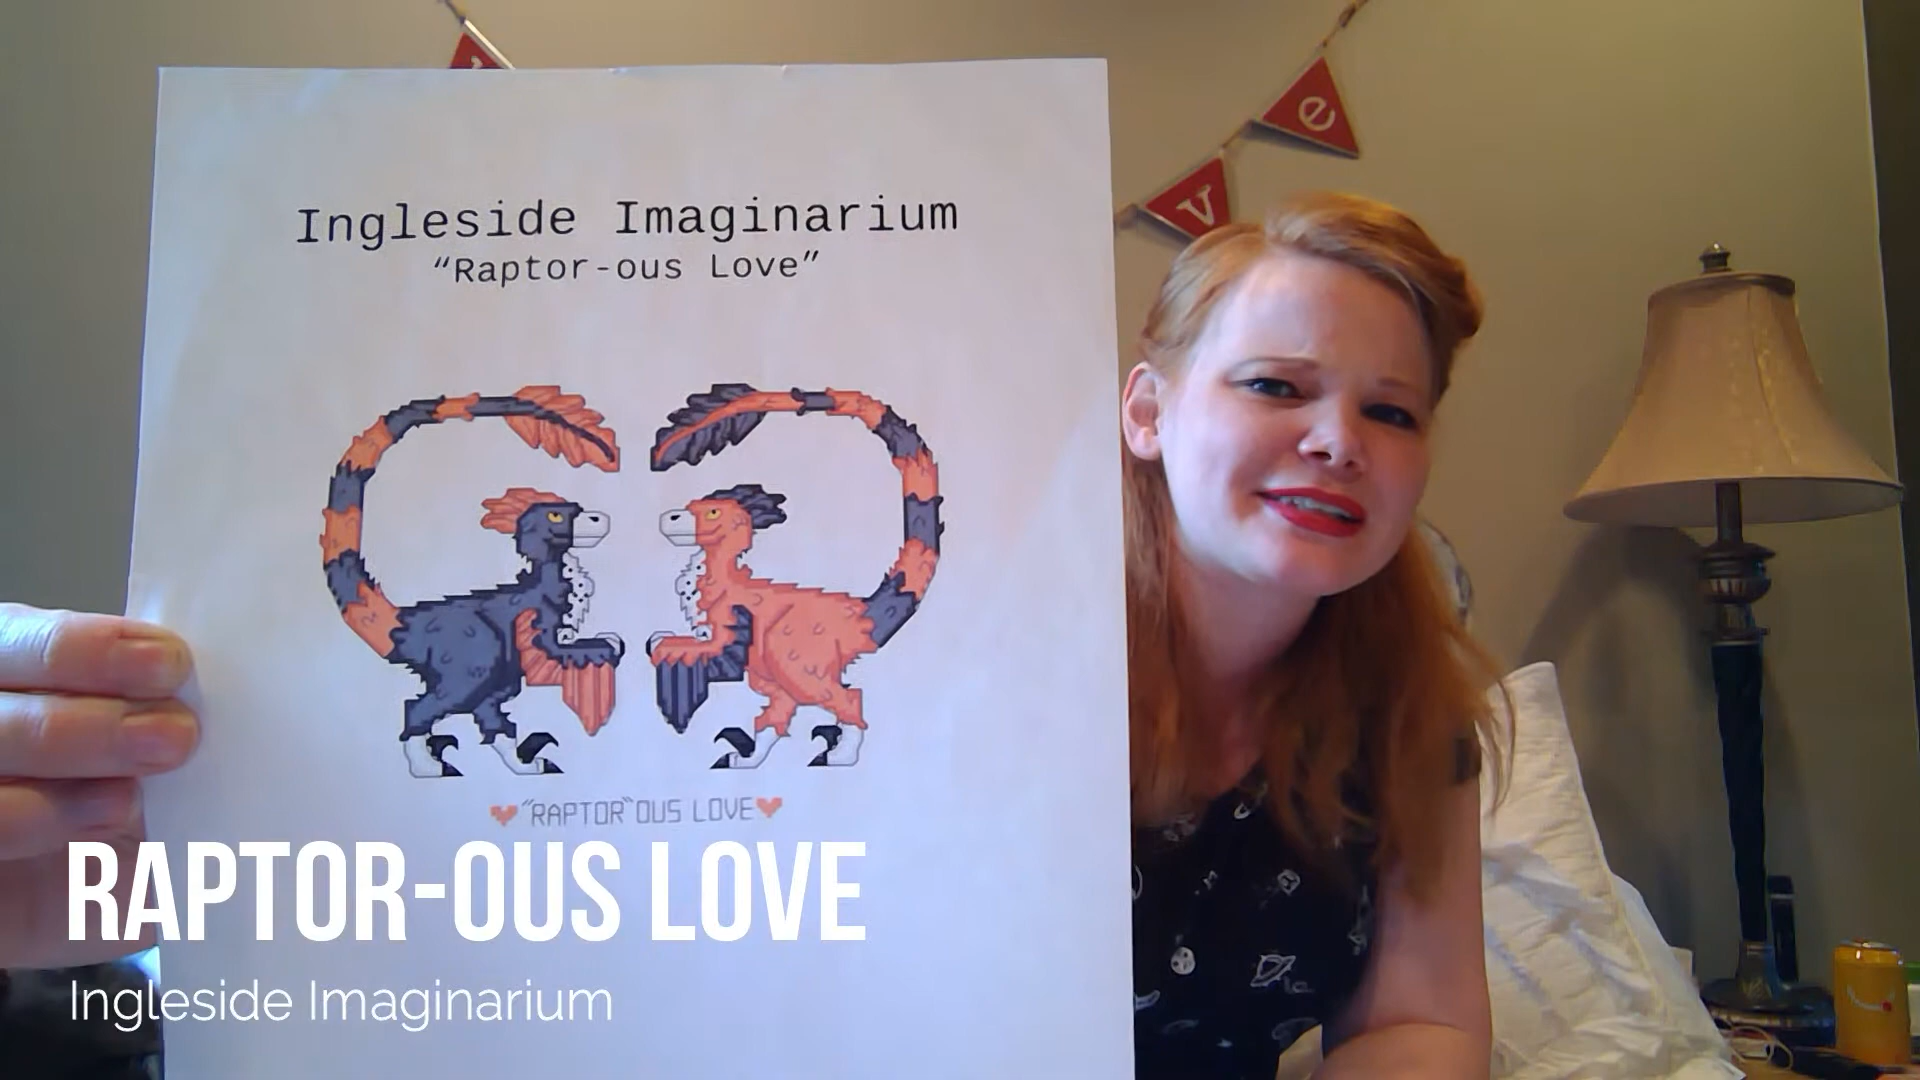 v
e
Ingleside Imaginarium
“Raptor-ous Love”
“RAPTOR“OUS LOVE
RAPTOR-OUS LOVE
Ingleside Imaginarium